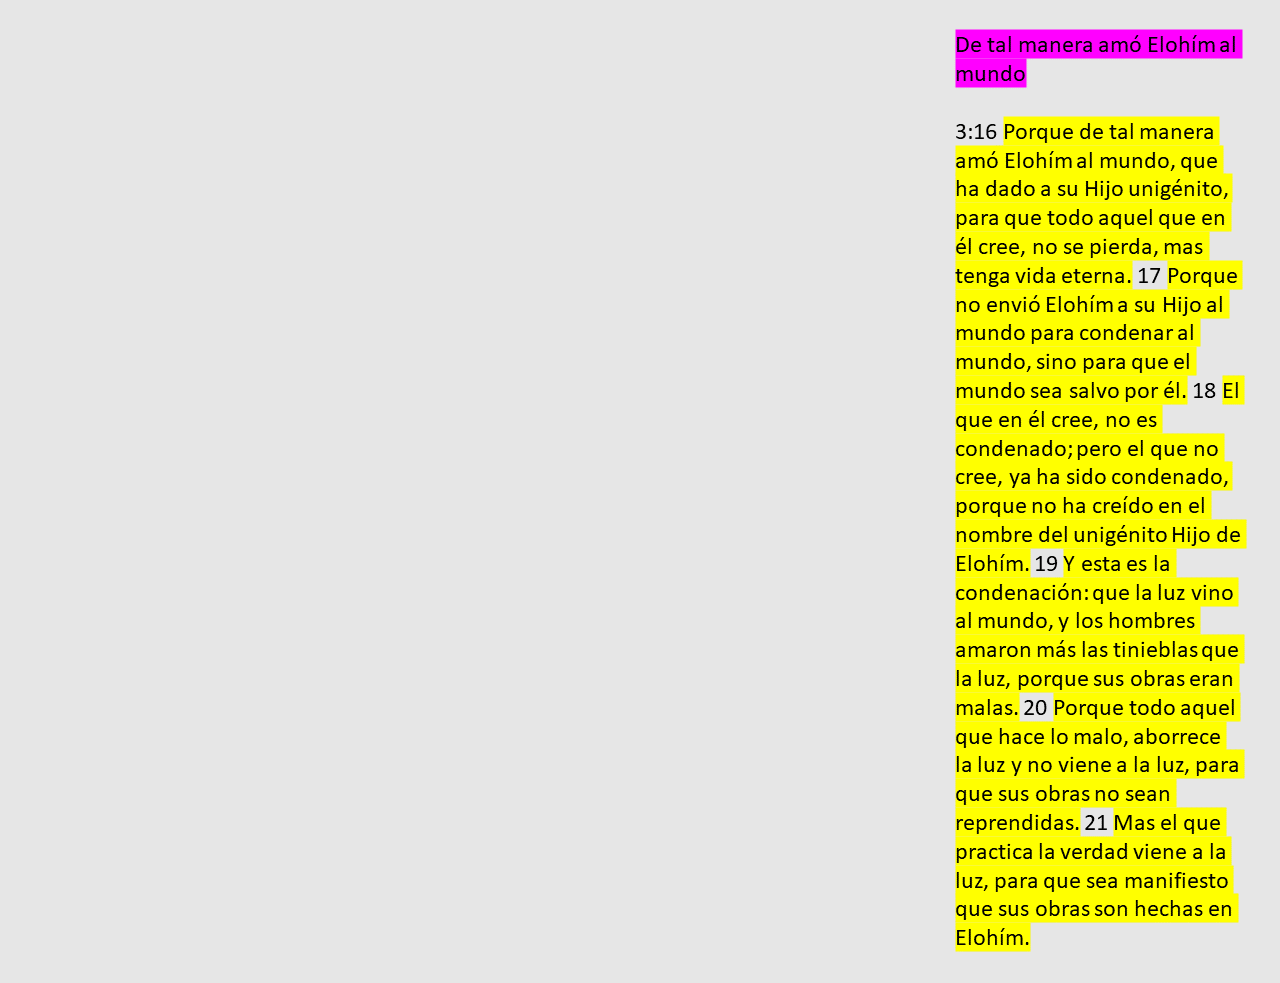 De tal manera amó Elohím al
mundo
3:16 Porque de tal manera
amó Elohím al mundo, que
ha dado a su Hijo unigénito,
para que todo aquel que en
él cree, no se pierda, mas
tenga vida eterna. 17 Porque
no envió Elohím a su Hijo al
mundo para condenar al
mundo, sino para que el
mundo sea salvo por él. 18 El
que en él cree, no es
condenado; pero el que no
cree, ya ha sido condenado,
porque no ha creído en el
nombre del unigénito Hijo de
Elohím. 19 Y esta es la
condenación: que la luz vino
al mundo, y los hombres
amaron más las tinieblas que
la luz, porque sus obras eran
malas. 20 Porque todo aquel
que hace lo malo, aborrece
la luz y no viene a la luz, para
que sus obras no sean
reprendidas. 21 Mas el que
practica la verdad viene a la
luz, para que sea manifiesto
que sus obras son hechas en
Elohím.